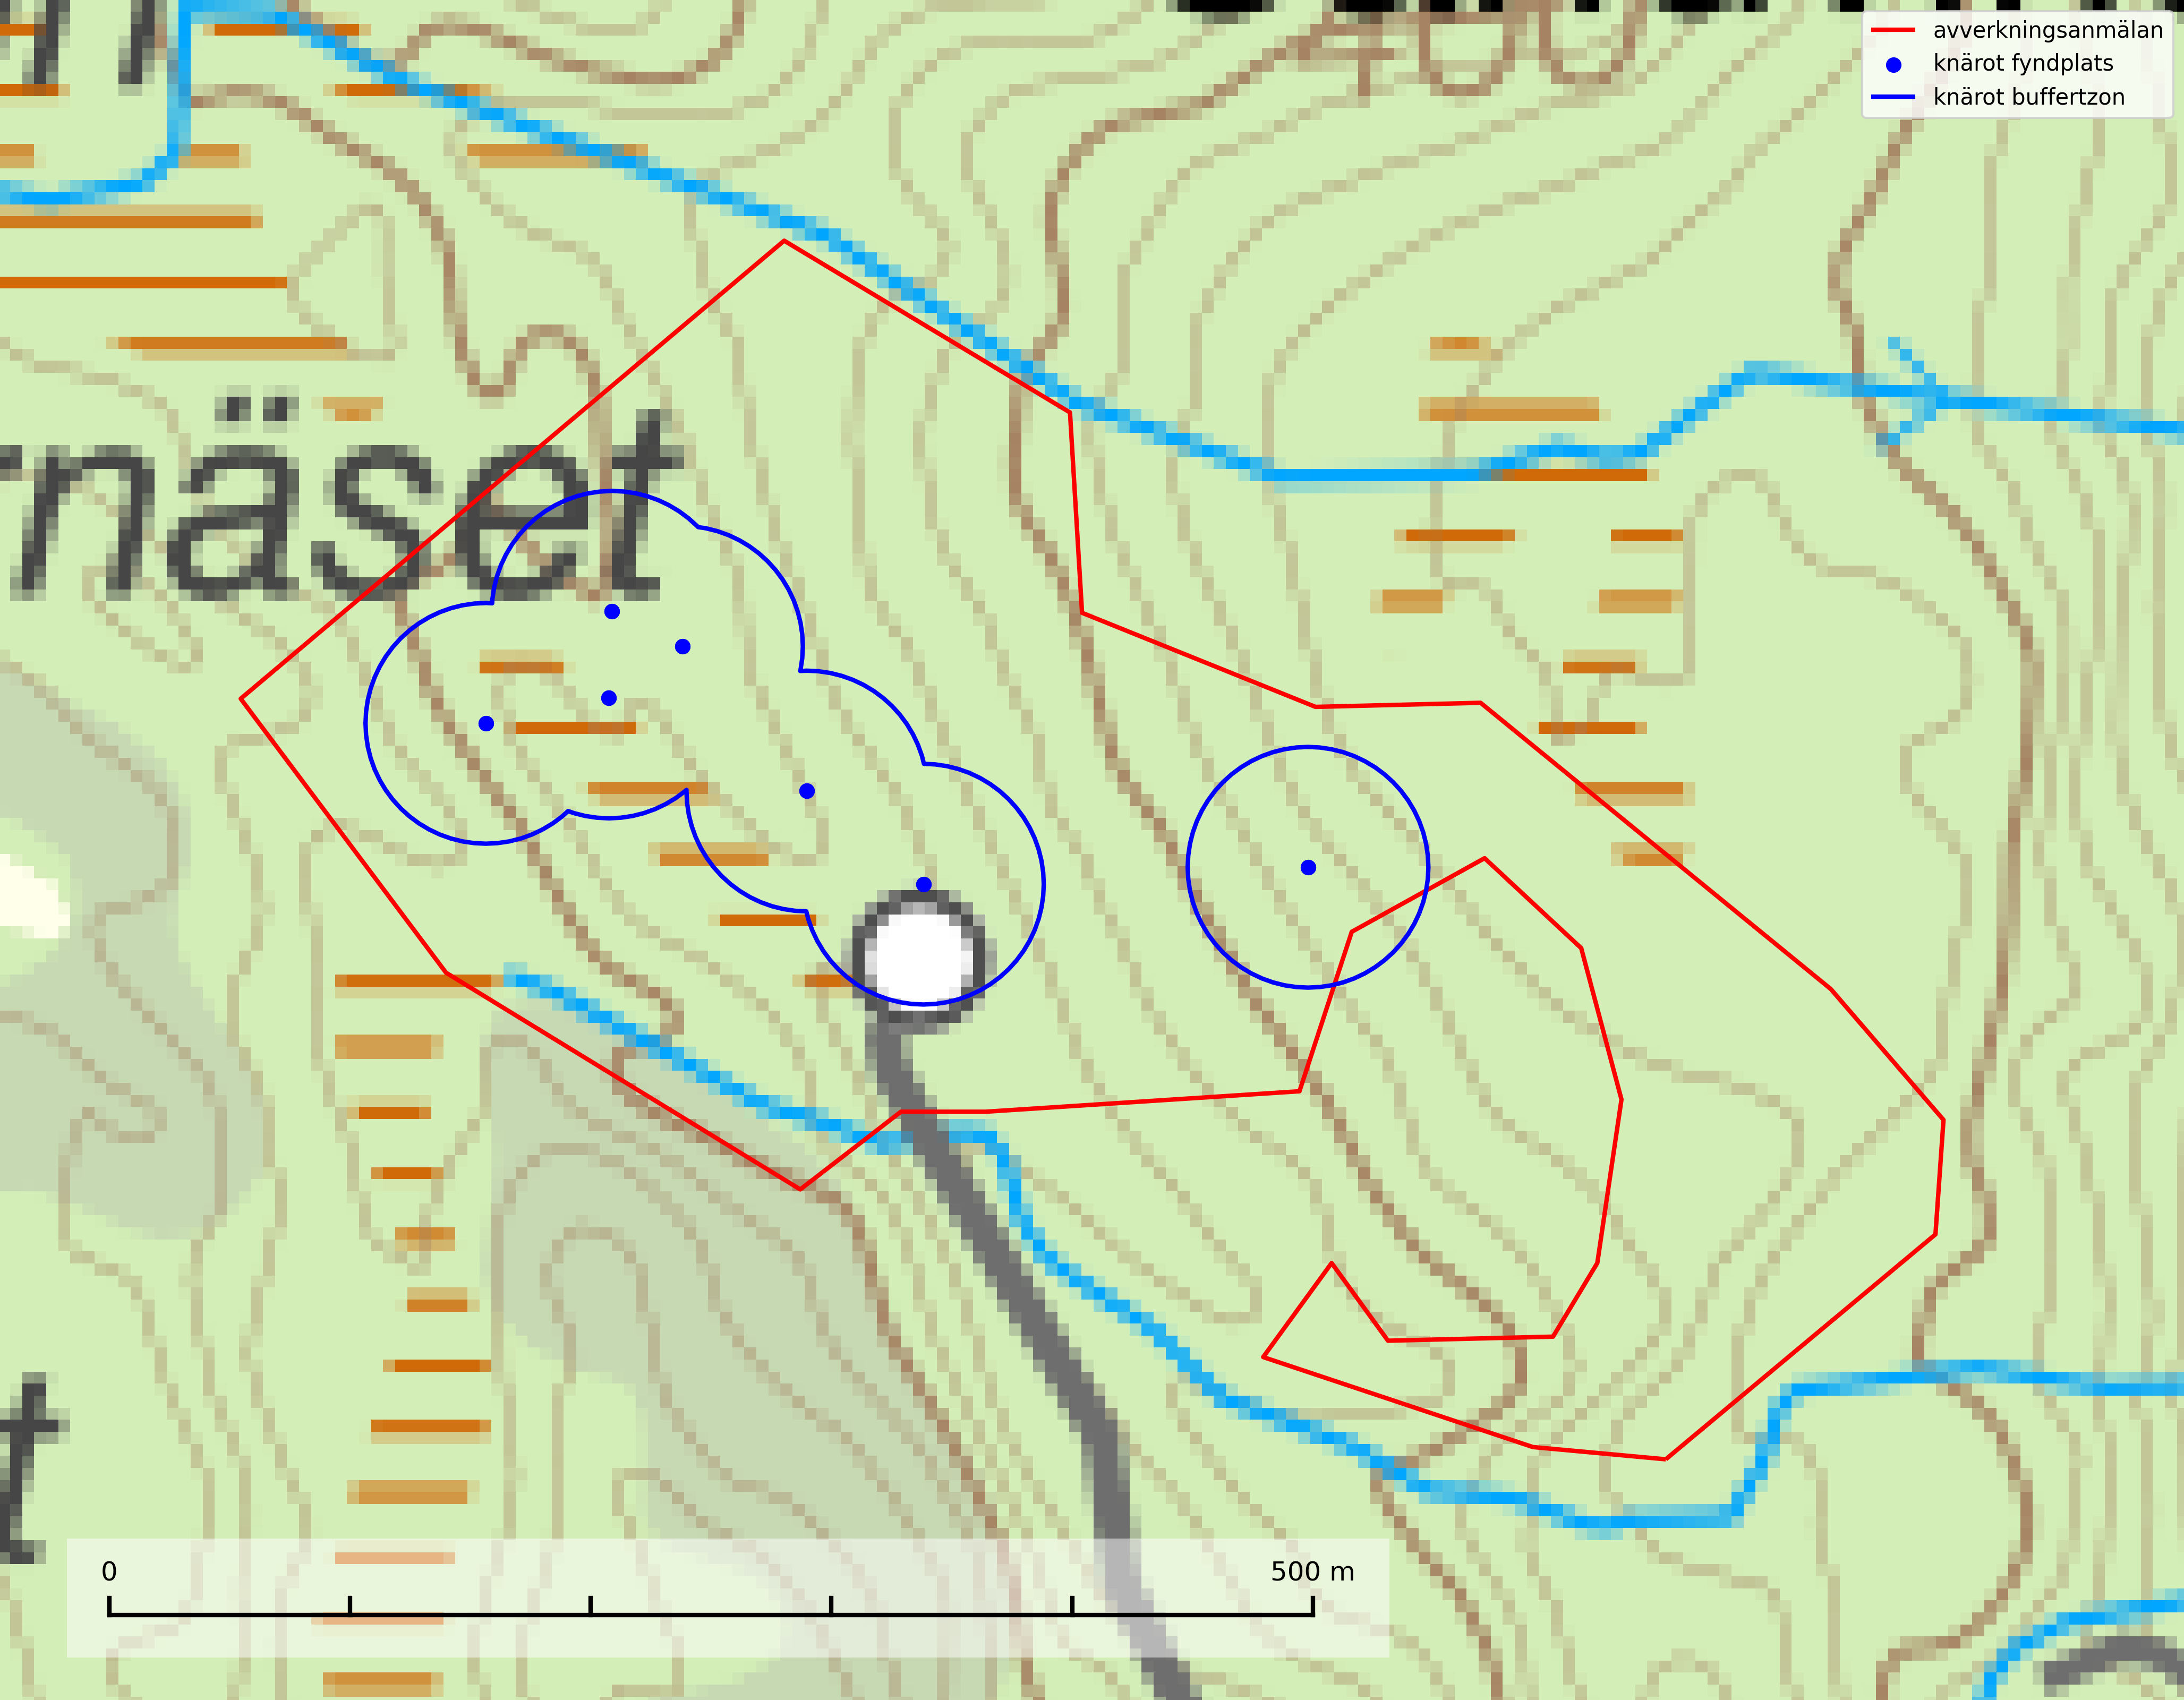 avverkningsanmälan
knärot fyndplats
knärot buffertzon
näset
t
0 500 m